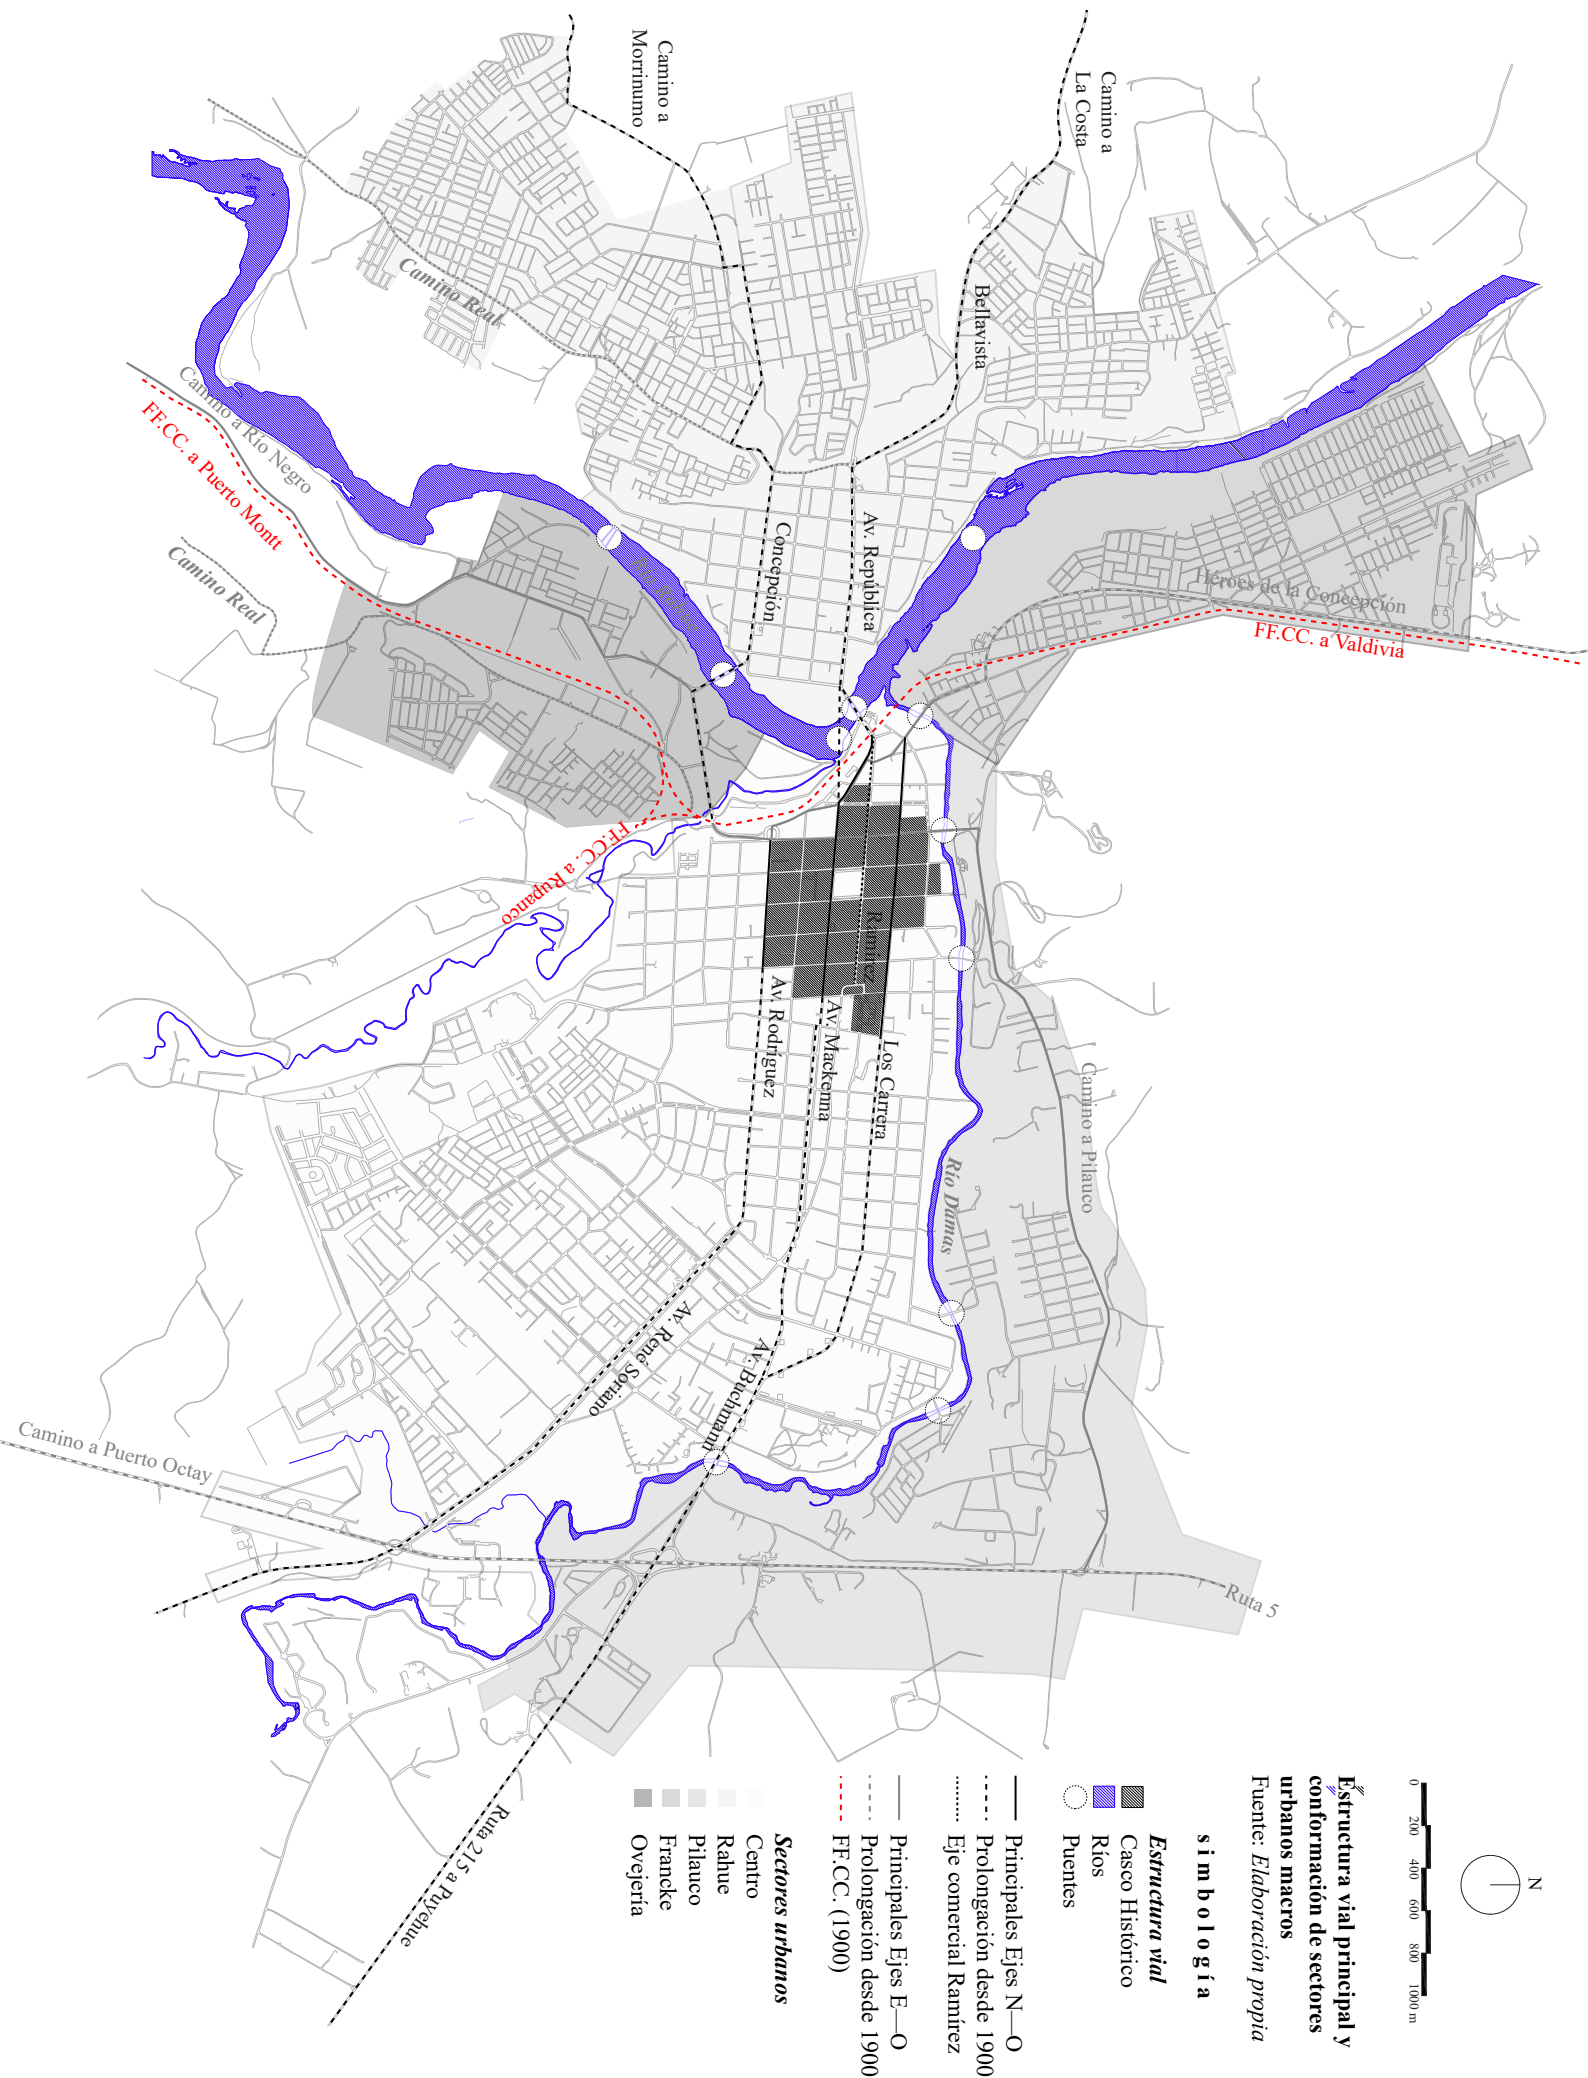 Estructura vial principal y
conformación de sectores
urbanos macros
Fuente: Elaboración propia
N
0 200 400 600 800 1000 m
simbología
Estructura vial
Casco Histórico
Ríos
Puentes
Principales Ejes N—O
Prolongación desde 1900
Eje comercial Ramírez
Principales Ejes E—O
Prolongación desde 1900
FF.CC. (1900)
Sectores urbanos
Centro
Rahue
Pilauco
Francke
Ovejería
Camino a
La Costa
Camino a
Morrinumo
Bellavista
Camino Real
Camino a Río Negro
FF.CC. a Puerto Montt
Camino Real
Concepción
Av. República
Héroes de la Concepción
FF.CC. a Valdivia
FF.CC. a Rupanco
Ramírez
Av. Rodríguez
Av. Mackenna
Los Carrera
Camino a Pilauco
Río Damas
Av. René Soriano
Av. Buchmann
Camino a Puerto Octay
Ruta 5
Ruta 215 a Puyehue